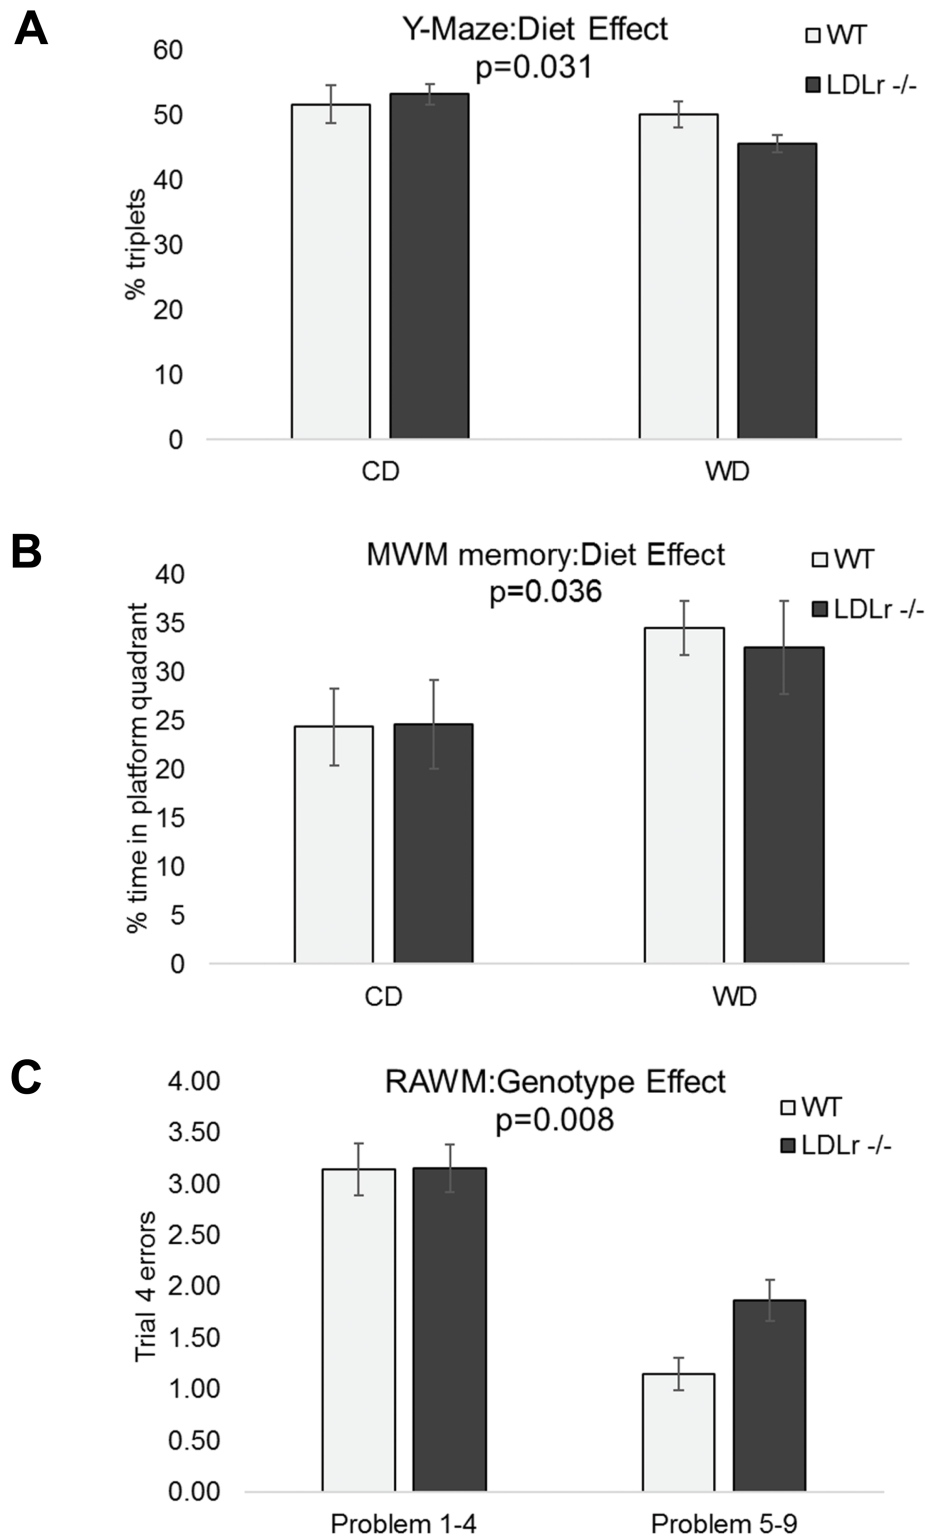 A
Y-Maze:Diet Effect
p=0.031
WT
LDLr -/-
60
50
40
30
20
10
0
% triplets
CD
WD
B
MWM memory:Diet Effect
p=0.036
WT
LDLr -/-
40
35
30
25
20
15
10
5
0
% time in platform quadrant
CD
WD
C
RAWM:Genotype Effect
p=0.008
WT
LDLr -/-
4.00
3.50
3.00
2.50
2.00
1.50
1.00
0.50
0.00
Trial 4 errors
Problem 1-4
Problem 5-9